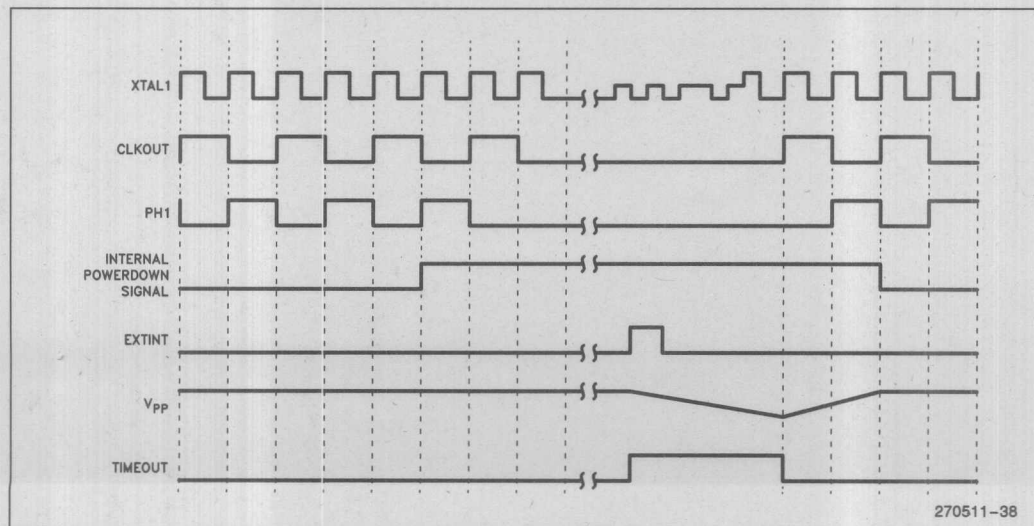 XTAL1
CLKOUT
PH1
INTERNAL
POWERDOWN
SIGNAL
EXTINT
VPP
TIMEOUT
270511-38